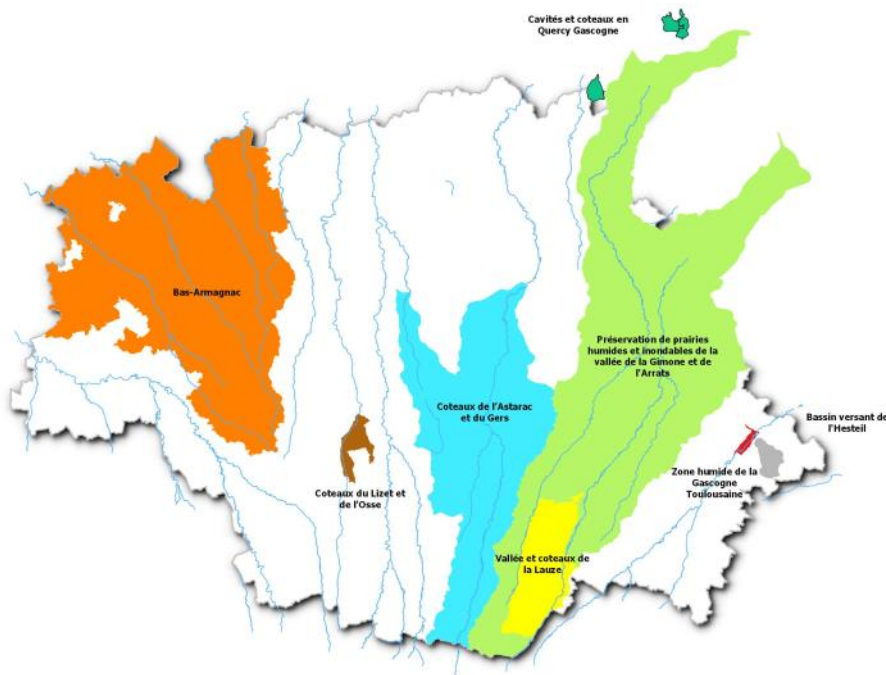 Cavités et coteaux en
Quercy Gascogne
Bas-Armagnac
Préservation de prairies
humides et inondables de la
vallée de la Gimone et de
l'Arrats
Coteaux de l'Astarac
et du Gers
Bassin versant de
l'Hesteil
Zone humide de la
Gascogne
Toulousaine
Coteaux du Lizet et
de l'Osse
Vallée et coteaux de
la Lauze